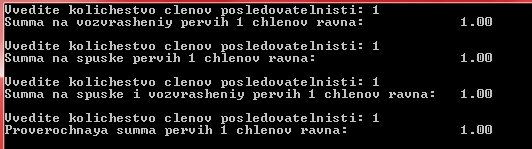 Vvedite kolichestvo clenov posledovatelnisti: 1
Summa na vozvrasheniy pervih 1 chlenov ravna: 1.00
Vvedite kolichestvo clenov posledovatelnisti: 1
Summa na spuske pervih 1 chlenov ravna: 1.00
Vvedite kolichestvo clenov posledovatelnisti: 1
Summa na spuske i vozvrasheniy pervih 1 chlenov ravna: 1.00
Vvedite kolichestvo clenov posledovatelnisti: 1
Proverochnaya summa pervih 1 chlenov ravna: 1.00